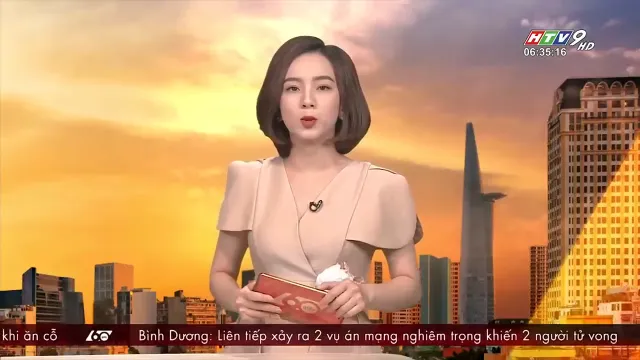 HTV9 HD
06:35:16
khi ăn cỗ 60 Bình Dương: Liên tiếp xảy ra 2 vụ án mạng nghiêm trọng khiến 2 người tử vong